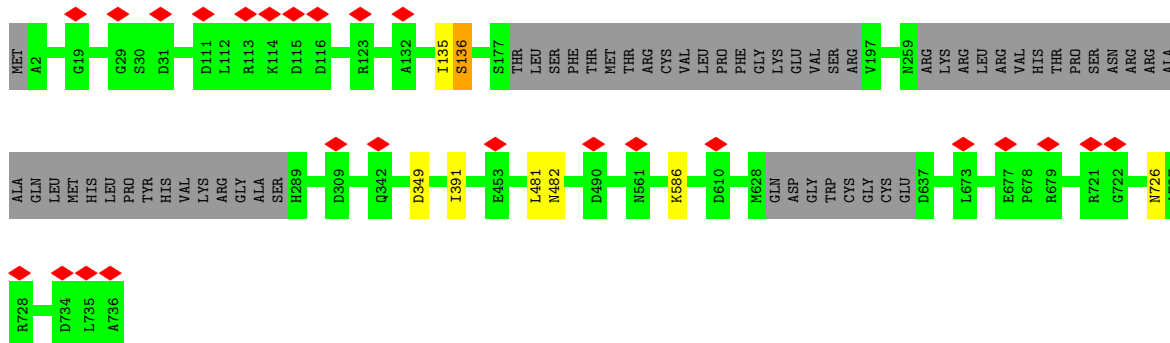 MET A2 G19 G29 S30 D31 D111 L112 R113 K114 D115 D116 R123 A132 I135 S136 S177 THR LEU SER PHE THR MET THR ARG CYS VAL LEU PRO PHE GLY LYS GLU VAL SER ARG V197 N259 ARG LYS ARG LEU ARG VAL HIS THR PRO SER ASN ARG ARG ALA
ALA GLN LEU MET HIS LEU PRO TYR HIS VAL LYS ARG GLY ALA SER H289 D309 Q342 D349 I391 E453 L481 N482 D490 N561 K586 D610 M628 GLN ASP GLY TRP CYS GLY CYS GLU D637 L673 E677 P678 R679 R721 G722 N726
R728 D734 L735 A736